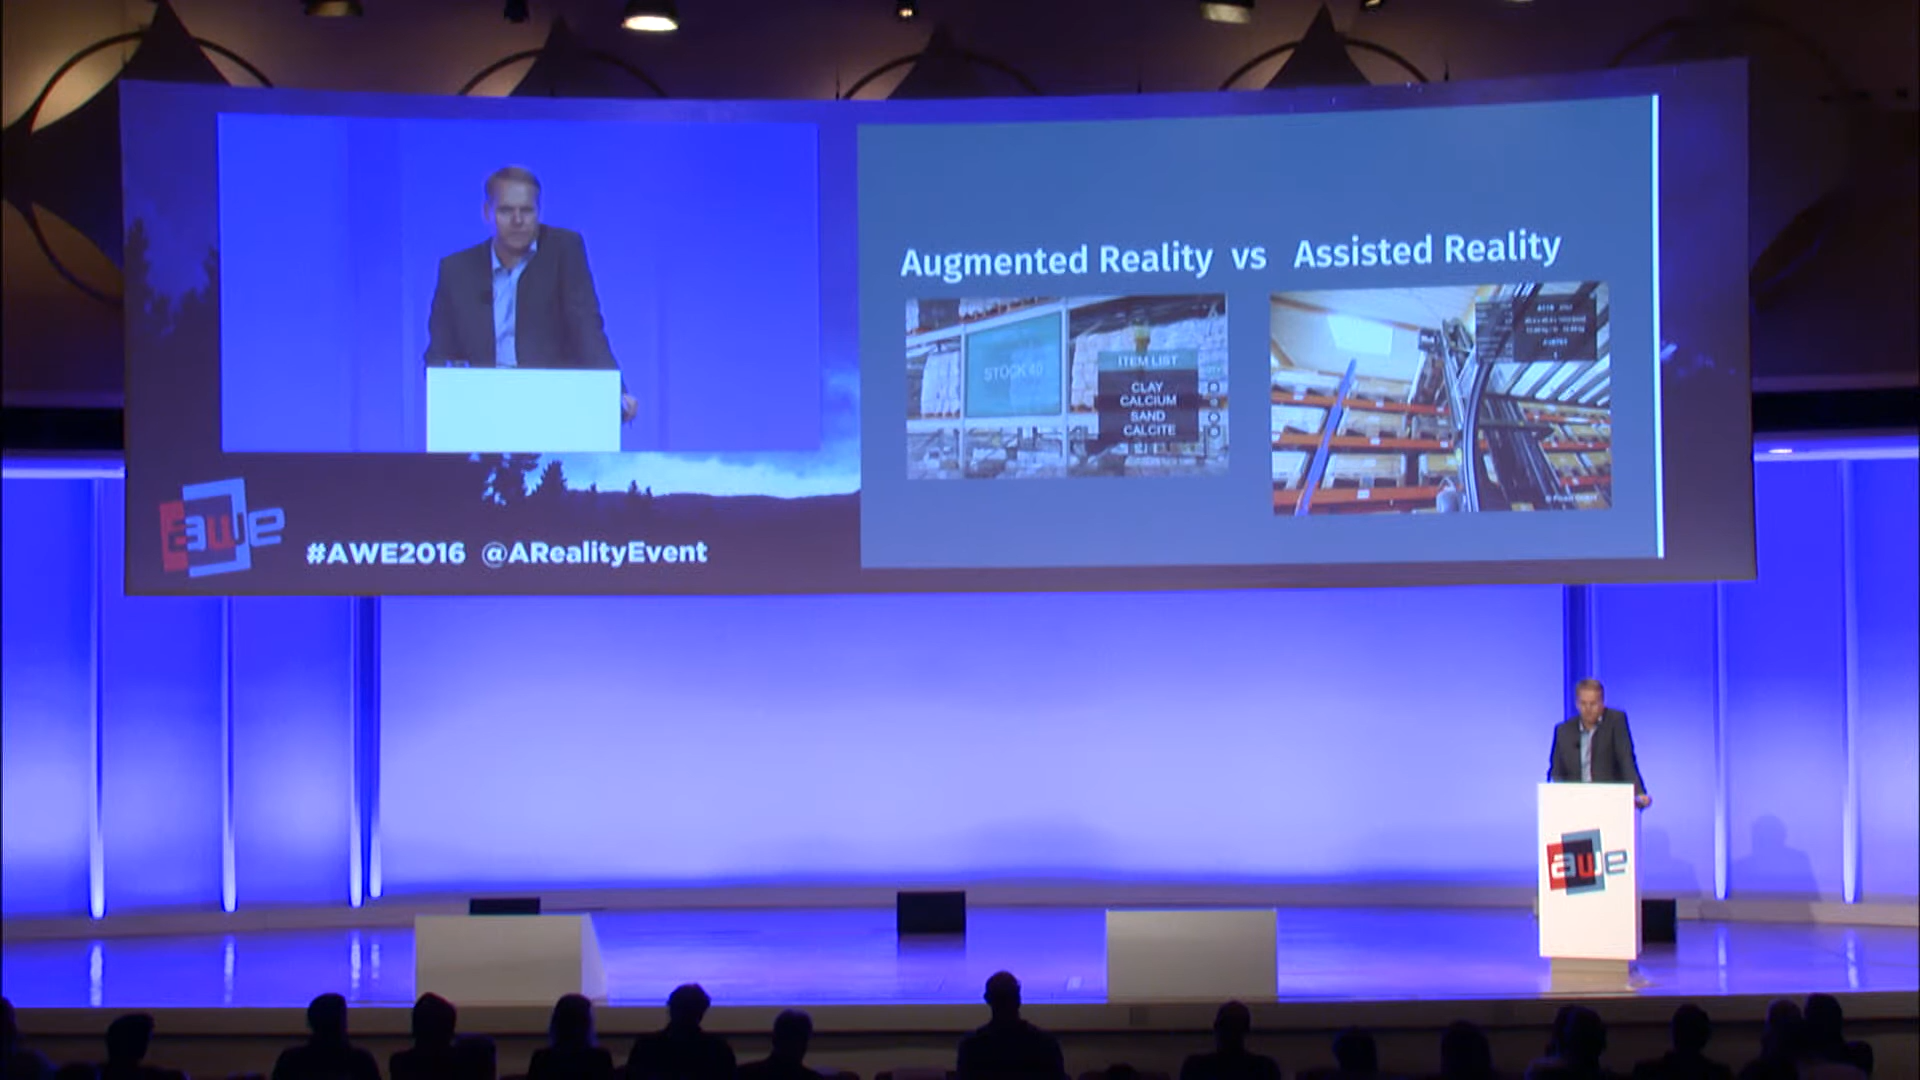 Augmented Reality vs Assisted Reality
STOCK 40
ITEM LIST
CLAY
CALCIUM
SAND
CALCITE
awe
#AWE2016 @ARealityEvent
awe